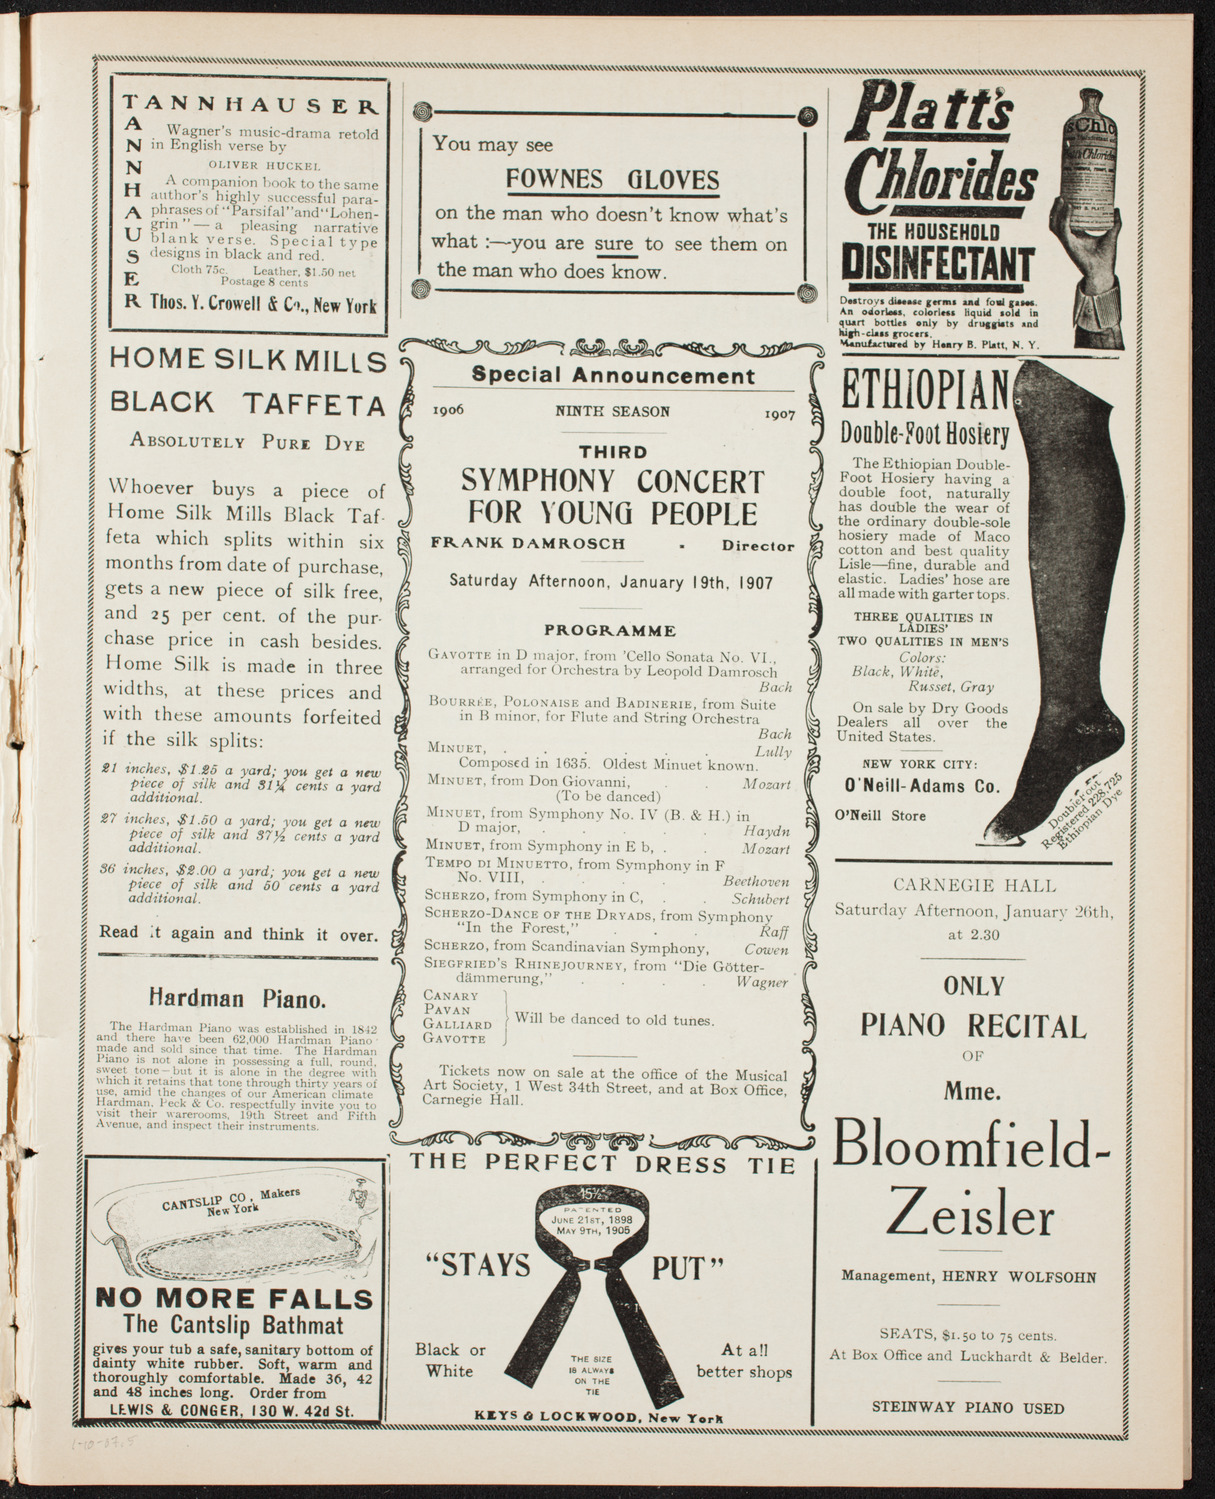 TANNHAUSER
TANNHAUSER
Wagner's music-drama retold
in English verse by
OLIVER HUCKEL
A companion book to the same
author's highly successful para-
phrases of "Parsifal" and "Lohen-
grin" — a pleasing narrative
blank verse. Special type
designs in black and red.
Cloth 75c. Leather, $1.50 net
Postage 8 cents
Thos. Y. Crowell & Co., New York
HOME SILK MILLS
BLACK TAFFETA
ABSOLUTELY PURE DYE
Whoever buys a piece of
Home Silk Mills Black Taf-
feta which splits within six
months from date of purchase,
gets a new piece of silk free,
and 25 per cent. of the pur-
chase price in cash besides.
Home Silk is made in three
widths, at these prices and
with these amounts forfeited
if the silk splits:
21 inches, $1.25 a yard; you get a new
piece of silk and 31¼ cents a yard
additional.
27 inches, $1.50 a yard; you get a new
piece of silk and 37½ cents a yard
additional.
36 inches, $2.00 a yard; you get a new
piece of silk and 50 cents a yard
additional.
Read it again and think it over.
Hardman Piano.
The Hardman Piano was established in 1842
and there have been 62,000 Hardman Piano
made and sold since that time. The Hardman
Piano is not alone in possessing a full, round,
sweet tone—but it is alone in the degree with
which it retains that tone through thirty years of
use, amid the changes of our American climate
Hardman, Peck & Co. respectfully invite you to
visit their warerooms, 19th Street and Fifth
Avenue, and inspect their instruments.
CANTSLIP CO., Makers
New York
NO MORE FALLS
The Cantslip Bathmat
gives your tub a safe, sanitary bottom of
dainty white rubber. Soft, warm and
thoroughly comfortable. Made 36, 42
and 48 inches long. Order from
LEWIS & CONGER, 130 W. 42d St.
You may see
FOWNES GLOVES
on the man who doesn't know what's
what :—you are sure to see them on
the man who does know.
Special Announcement
1906 NINTH SEASON 1907
THIRD
SYMPHONY CONCERT
FOR YOUNG PEOPLE
FRANK DAMROSCH - Director
Saturday Afternoon, January 19th, 1907
PROGRAMME
GAVOTTE in D major, from 'Cello Sonata No. VI.,
arranged for Orchestra by Leopold Damrosch
Bach
BOURRÉE, POLONAISE and BADINERIE, from Suite
in B minor, for Flute and String Orchestra
Bach
MINUET, . . . . . . Lully
Composed in 1635. Oldest Minuet known.
MINUET, from Don Giovanni, . . Mozart
(To be danced)
MINUET, from Symphony No. IV (B. & H.) in
D major, . . . . . Haydn
MINUET, from Symphony in E b, . . Mozart
TEMPO DI MINUETTO, from Symphony in F
No. VIII, . . . . Beethoven
SCHERZO, from Symphony in C, . . Schubert
SCHERZO-DANCE OF THE DRYADS, from Symphony
"In the Forest," . . . Raff
SCHERZO, from Scandinavian Symphony, Cowen
SIEGFRIED'S RHINEJOURNEY, from "Die Götter-
dämmerung," . . . . Wagner
CANARY
PAVAN
GALLIARD
GAVOTTE
Will be danced to old tunes.
Tickets now on sale at the office of the Musical
Art Society, 1 West 34th Street, and at Box Office,
Carnegie Hall.
THE PERFECT DRESS TIE
15½
PATENTED
JUNE 21ST, 1898
MAY 9TH, 1905
"STAYS PUT"
Black or
White
THE SIZE
IS ALWAYS
ON THE
TIE
At all
better shops
KEYS & LOCKWOOD, New York
Platt's
Chlorides
THE HOUSEHOLD
DISINFECTANT
Destroys disease germs and foul gases.
An odorless, colorless liquid sold in
quart bottles only by druggists and
high-class grocers.
Manufactured by Henry B. Platt, N. Y.
ETHIOPIAN
Double-Foot Hosiery
The Ethiopian Double-
Foot Hosiery having a
double foot, naturally
has double the wear of
the ordinary double-sole
hosiery made of Maco
cotton and best quality
Lisle—fine, durable and
elastic. Ladies' hose are
all made with garter tops.
THREE QUALITIES IN
LADIES'
TWO QUALITIES IN MEN'S
Colors:
Black, White,
Russet, Gray
On sale by Dry Goods
Dealers all over the
United States.
NEW YORK CITY:
O'Neill-Adams Co.
O'Neill Store
Doublefoot
Registered 228,725
Ethiopian Dye
CARNEGIE HALL
Saturday Afternoon, January 26th,
at 2.30
ONLY
PIANO RECITAL
OF
Mme.
Bloomfield-
Zeisler
Management, HENRY WOLFSOHN
SEATS, $1.50 to 75 cents.
At Box Office and Luckhardt & Belder.
STEINWAY PIANO USED